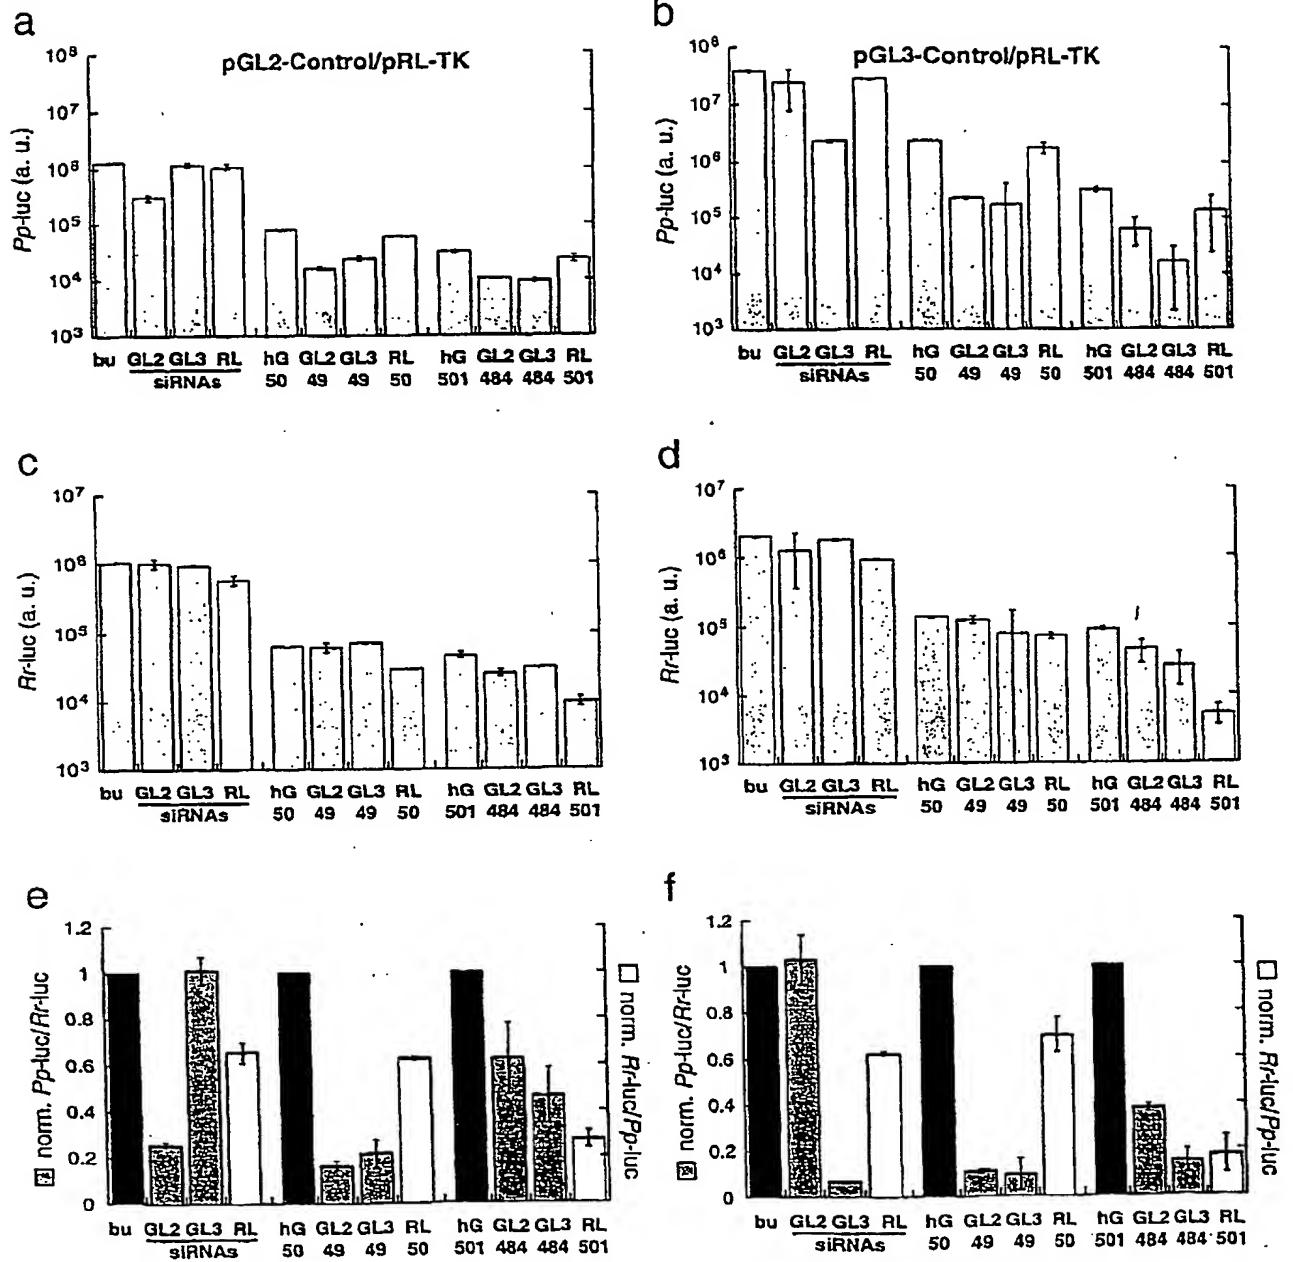 a
pGL2-Control/pRL-TK
Pp-luc (a. u.)
10⁸
10⁷
10⁶
10⁵
10⁴
10³
bu GL2 GL3 RL hG GL2 GL3 RL hG GL2 GL3 RL
siRNAs 50 49 49 50 501 484 484 501
b
pGL3-Control/pRL-TK
Pp-luc (a. u.)
10⁸
10⁷
10⁶
10⁵
10⁴
10³
bu GL2 GL3 RL hG GL2 GL3 RL hG GL2 GL3 RL
siRNAs 50 49 49 50 501 484 484 501
c
Rr-luc (a. u.)
10⁷
10⁶
10⁵
10⁴
10³
bu GL2 GL3 RL hG GL2 GL3 RL hG GL2 GL3 RL
siRNAs 50 49 49 50 501 484 484 501
d
Rr-luc (a. u.)
10⁷
10⁶
10⁵
10⁴
10³
bu GL2 GL3 RL hG GL2 GL3 RL hG GL2 GL3 RL
siRNAs 50 49 49 50 501 484 484 501
e
norm. Pp-luc/Rr-luc
1.2
1
0.8
0.6
0.4
0.2
0
norm. Rr-luc/Pp-luc
bu GL2 GL3 RL hG GL2 GL3 RL hG GL2 GL3 RL
siRNAs 50 49 49 50 501 484 484 501
f
norm. Pp-luc/Rr-luc
1.2
1
0.8
0.6
0.4
0.2
0
norm. Rr-luc/Pp-luc
bu GL2 GL3 RL hG GL2 GL3 RL hG GL2 GL3 RL
siRNAs 50 49 49 50 501 484 484 501